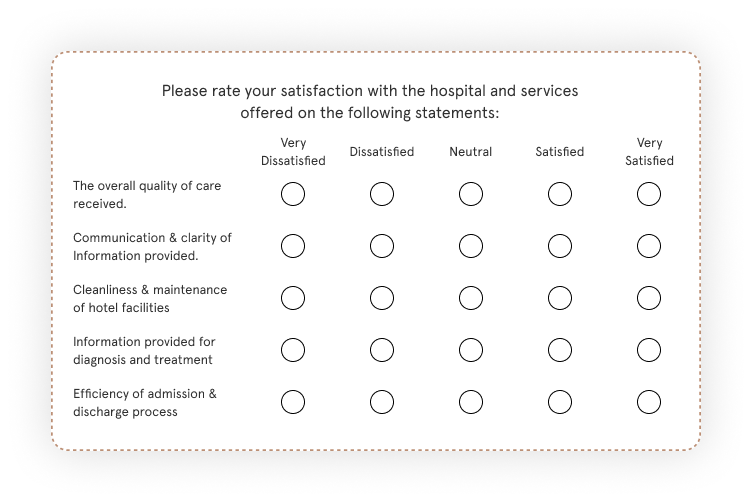 Please rate your satisfaction with the hospital and services
offered on the following statements:
Very
Dissatisfied
Dissatisfied
Neutral
Satisfied
Very
Satisfied
The overall quality of care
received.
Communication & clarity of
Information provided.
Cleanliness & maintenance
of hotel facilities
Information provided for
diagnosis and treatment
Efficiency of admission &
discharge process